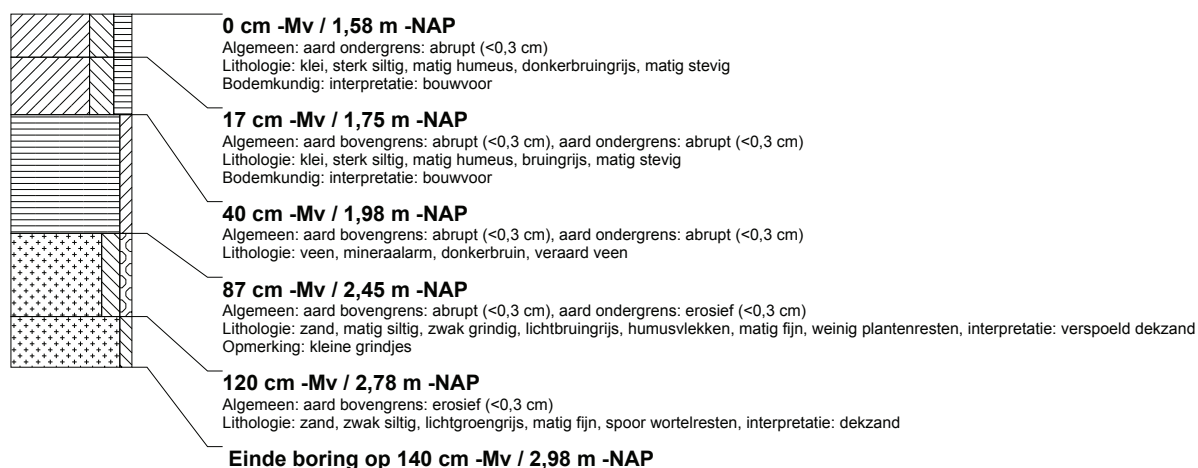 0 cm -Mv / 1,58 m -NAP
Algemeen: aard ondergrens: abrupt (<0,3 cm)
Lithologie: klei, sterk siltig, matig humeus, donkerbruingrijs, matig stevig
Bodemkundig: interpretatie: bouwvoor
17 cm -Mv / 1,75 m -NAP
Algemeen: aard bovengrens: abrupt (<0,3 cm), aard ondergrens: abrupt (<0,3 cm)
Lithologie: klei, sterk siltig, matig humeus, bruingrijs, matig stevig
Bodemkundig: interpretatie: bouwvoor
40 cm -Mv / 1,98 m -NAP
Algemeen: aard bovengrens: abrupt (<0,3 cm), aard ondergrens: abrupt (<0,3 cm)
Lithologie: veen, mineraalarm, donkerbruin, veraard veen
87 cm -Mv / 2,45 m -NAP
Algemeen: aard bovengrens: abrupt (<0,3 cm), aard ondergrens: erosief (<0,3 cm)
Lithologie: zand, matig siltig, zwak grindig, lichtbruingrijs, humusvlekken, matig fijn, weinig plantenresten, interpretatie: verspoeld dekzand
Opmerking: kleine grindjes
120 cm -Mv / 2,78 m -NAP
Algemeen: aard bovengrens: erosief (<0,3 cm)
Lithologie: zand, zwak siltig, lichtgroengrijs, matig fijn, spoor wortelresten, interpretatie: dekzand
Einde boring op 140 cm -Mv / 2,98 m -NAP